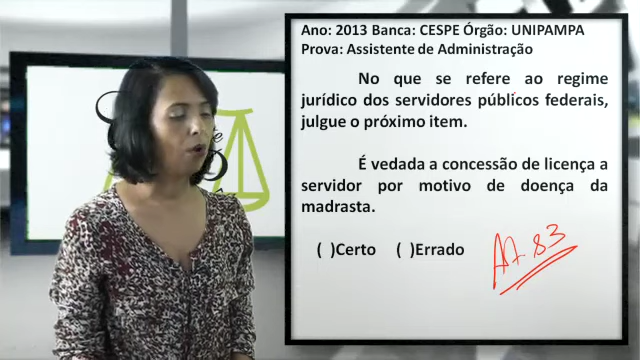 Ano: 2013 Banca: CESPE Órgão: UNIPAMPA
Prova: Assistente de Administração
No que se refere ao regime
jurídico dos servidores públicos federais,
julgue o próximo item.
É vedada a concessão de licença a
servidor por motivo de doença da
madrasta.
( )Certo ( )Errado
83